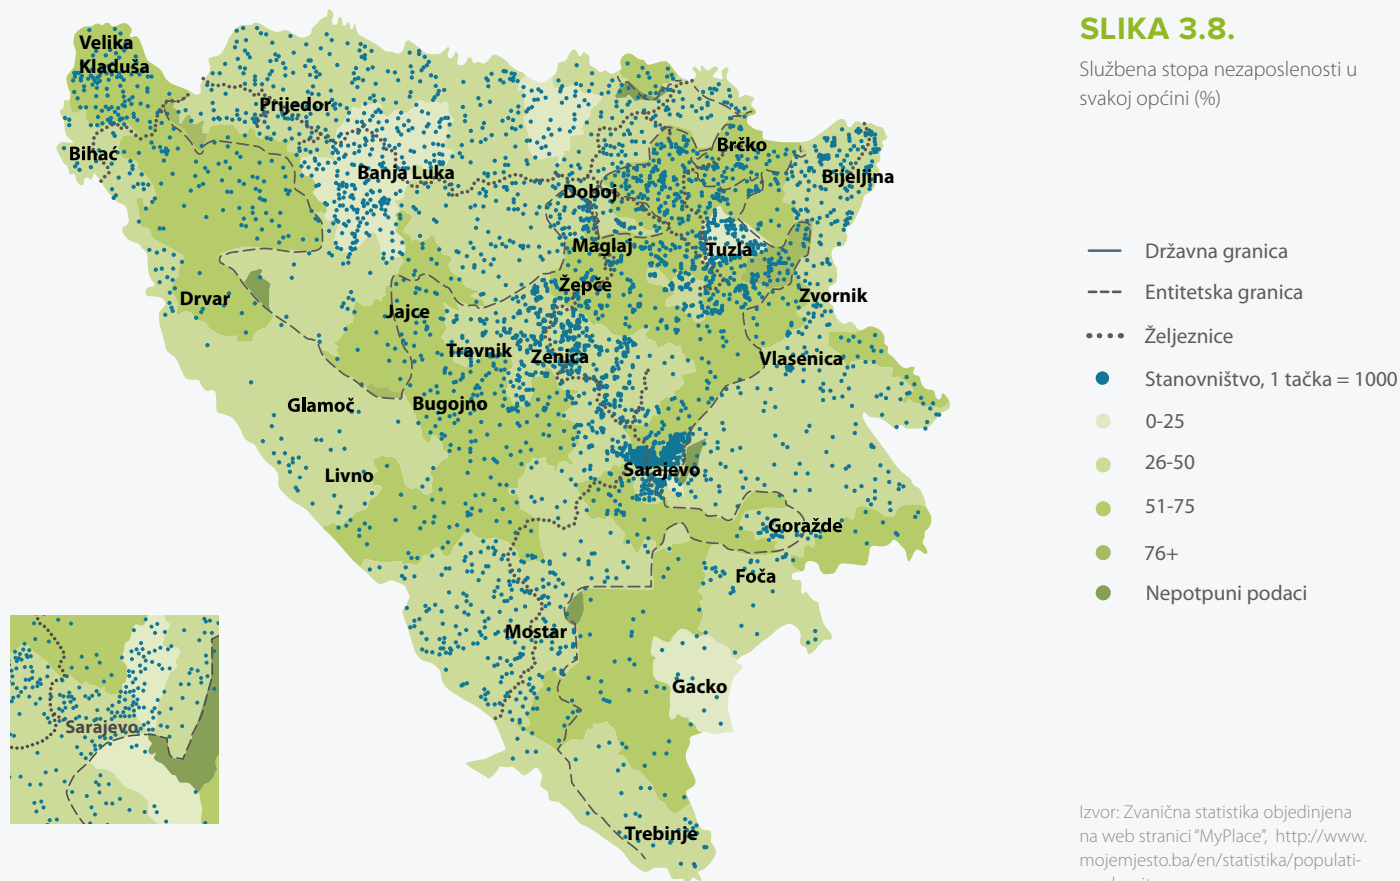 SLIKA 3.8.
Službena stopa nezaposlenosti u
svakoj općini (%)
Državna granica
Entitetska granica
Željeznice
Stanovništvo, 1 tačka = 1000
0-25
26-50
51-75
76+
Nepotpuni podaci
Velika
Kladuša
Prijedor
Bihać
Banja Luka
Brčko
Bijeljina
Doboj
Maglaj
Tuzla
Žepče
Drvar
Jajce
Zvornik
Travnik
Zenica
Vlasenica
Glamoč
Bugojno
Livno
Sarajevo
Goražde
Foča
Mostar
Gacko
Trebinje
Sarajevo
Izvor: Zvanična statistika objedinjena
na web stranici “MyPlace”, http://www.
mojemjesto.ba/en/statistika/populati-